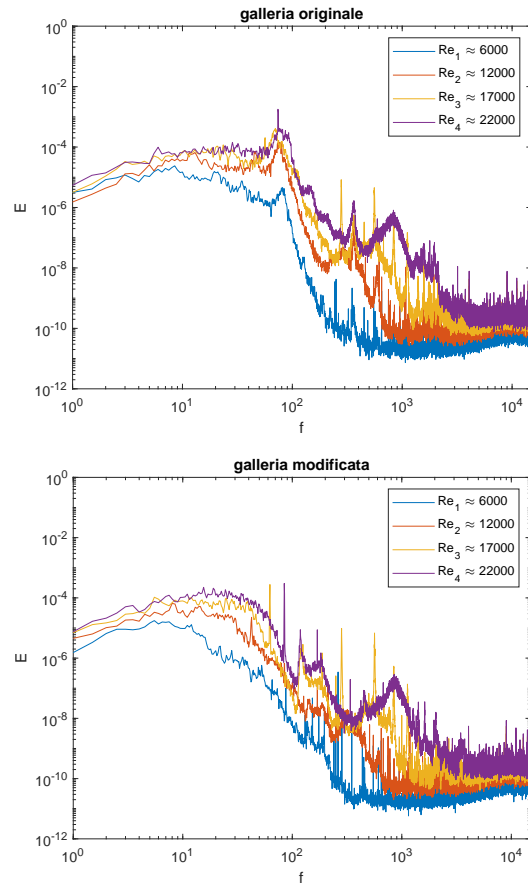 galleria originale
10^0
10^-2
10^-4
10^-6
10^-8
10^-10
10^-12
E
Re_1 ≈ 6000
Re_2 ≈ 12000
Re_3 ≈ 17000
Re_4 ≈ 22000
10^0 10^1 10^2 10^3 10^4
f
galleria modificata
10^0
10^-2
10^-4
10^-6
10^-8
10^-10
10^-12
E
Re_1 ≈ 6000
Re_2 ≈ 12000
Re_3 ≈ 17000
Re_4 ≈ 22000
10^0 10^1 10^2 10^3 10^4
f